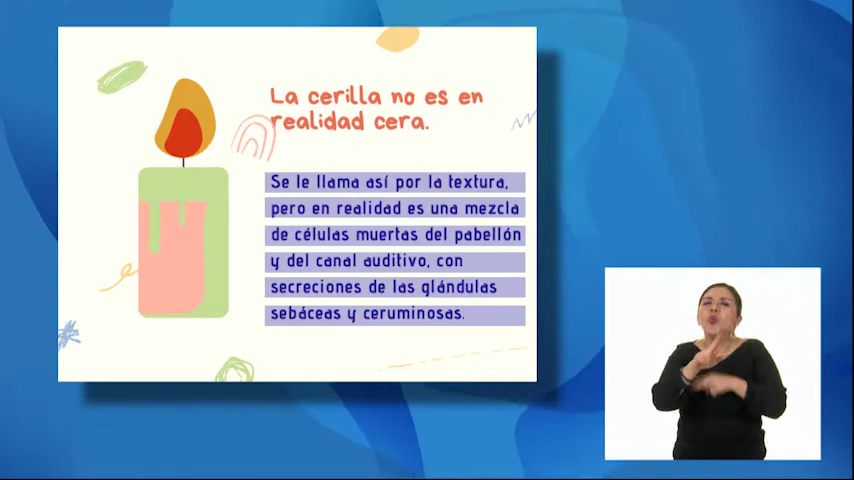 La cerilla no es en
realidad cera.
Se le llama así por la textura,
pero en realidad es una mezcla
de células muertas del pabellón
y del canal auditivo, con
secreciones de las glándulas
sebáceas y ceruminosas.